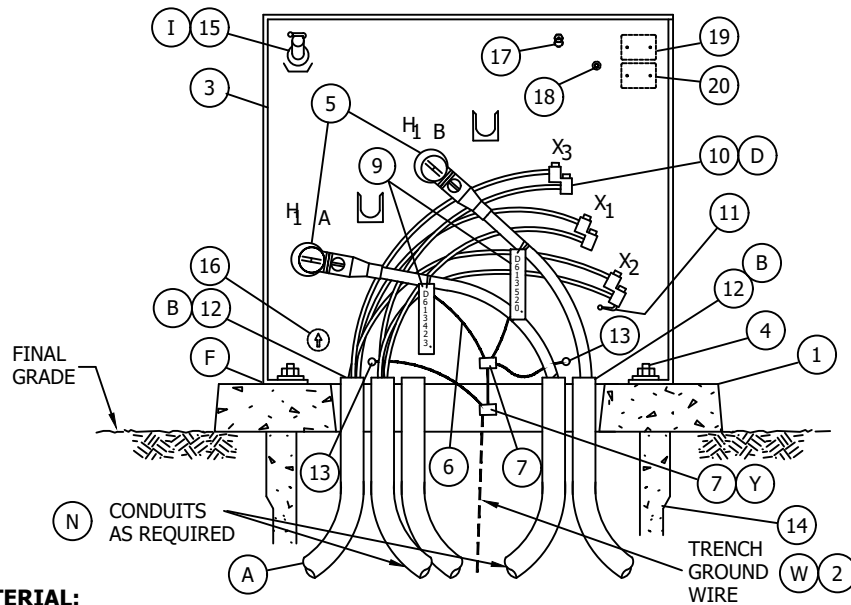 I 15
17
19
3
18
20
5
H1 B
X3
10 D
9
X1
11
H1 A
D613520.
X2
B
16
D613423.
12
B 12
13
4
FINAL
GRADE
F
1
13
6
7
7 Y
N CONDUITS
AS REQUIRED
14
A
TRENCH
GROUND
WIRE
W 2
TERIAL: